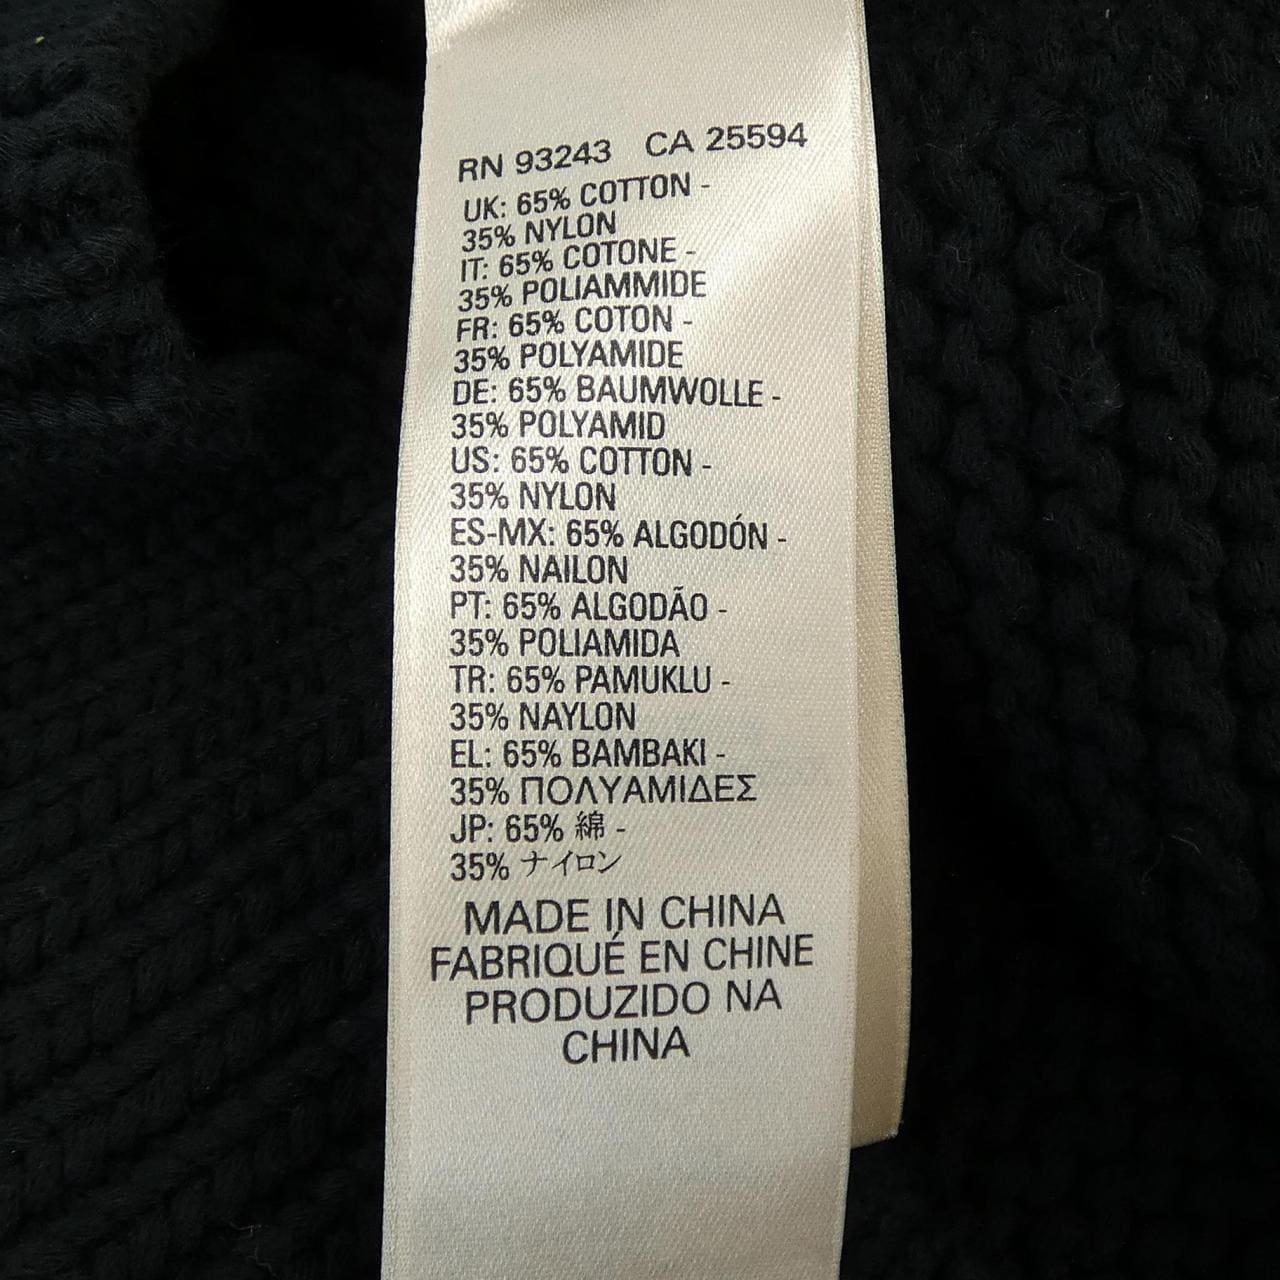 RN 93243 CA 25594
UK: 65% COTTON -
35% NYLON
IT: 65% COTONE -
35% POLIAMMIDE
FR: 65% COTON -
35% POLYAMIDE
DE: 65% BAUMWOLLE -
35% POLYAMID
US: 65% COTTON -
35% NYLON
ES-MX: 65% ALGODÓN -
35% NAILON
PT: 65% ALGODÃO -
35% POLIAMIDA
TR: 65% PAMUKLU -
35% NAYLON
EL: 65% BAMBAKI -
35% ΠΟΛΥΑΜΙΔΕΣ
JP: 65% 綿 -
35% ナイロン
MADE IN CHINA
FABRIQUÉ EN CHINE
PRODUZIDO NA
CHINA